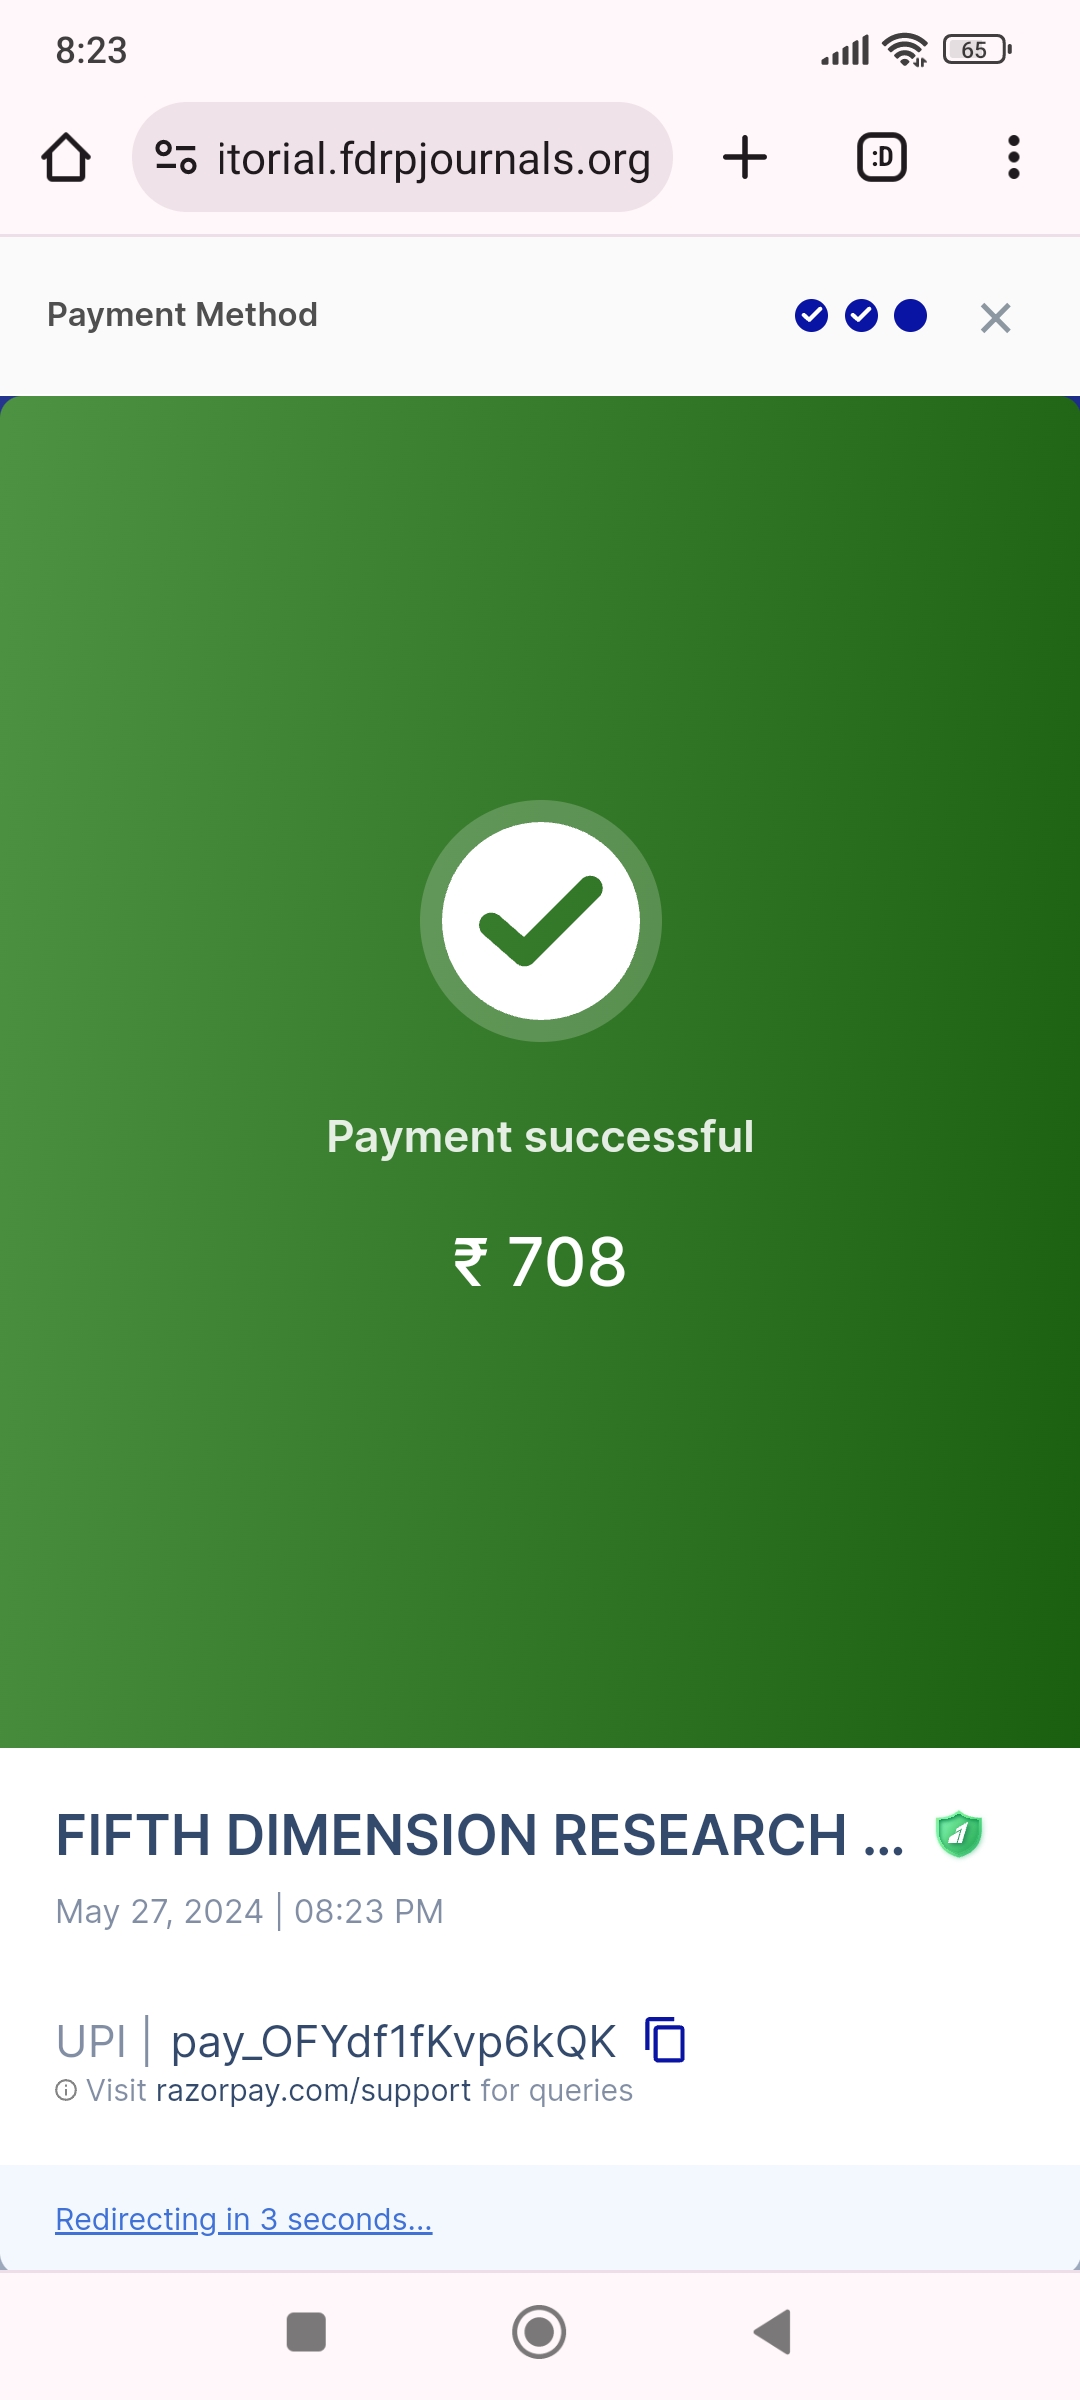 8:23
65
itorial.fdrpjournals.org
:D
Payment Method
Payment successful
₹ 708
FIFTH DIMENSION RESEARCH ...
May 27, 2024 | 08:23 PM
UPI | pay_OFYdf1fKvp6kQK
Visit razorpay.com/support for queries
Redirecting in 3 seconds...